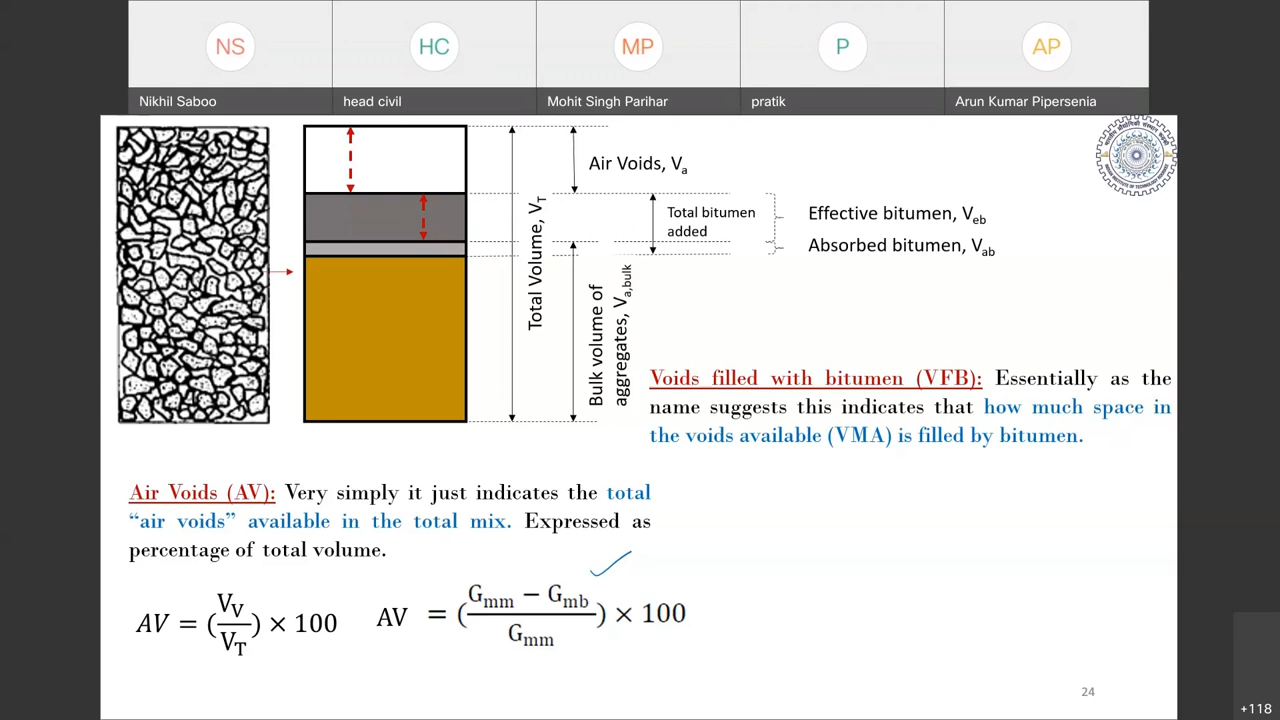 NS
HC
MP
P
AP
Nikhil Saboo
head civil
Mohit Singh Parihar
pratik
Arun Kumar Pipersenia
Air Voids, Va
Total Volume, VT
Total bitumen
added
Effective bitumen, Veb
Absorbed bitumen, Vab
Bulk volume of
aggregates, Va,bulk
Voids filled with bitumen (VFB): Essentially as the
name suggests this indicates that how much space in
the voids available (VMA) is filled by bitumen.
Air Voids (AV): Very simply it just indicates the total
“air voids” available in the total mix. Expressed as
percentage of total volume.
AV = (VV/VT) × 100
AV = (Gmm − Gmb/Gmm) × 100
24
+118